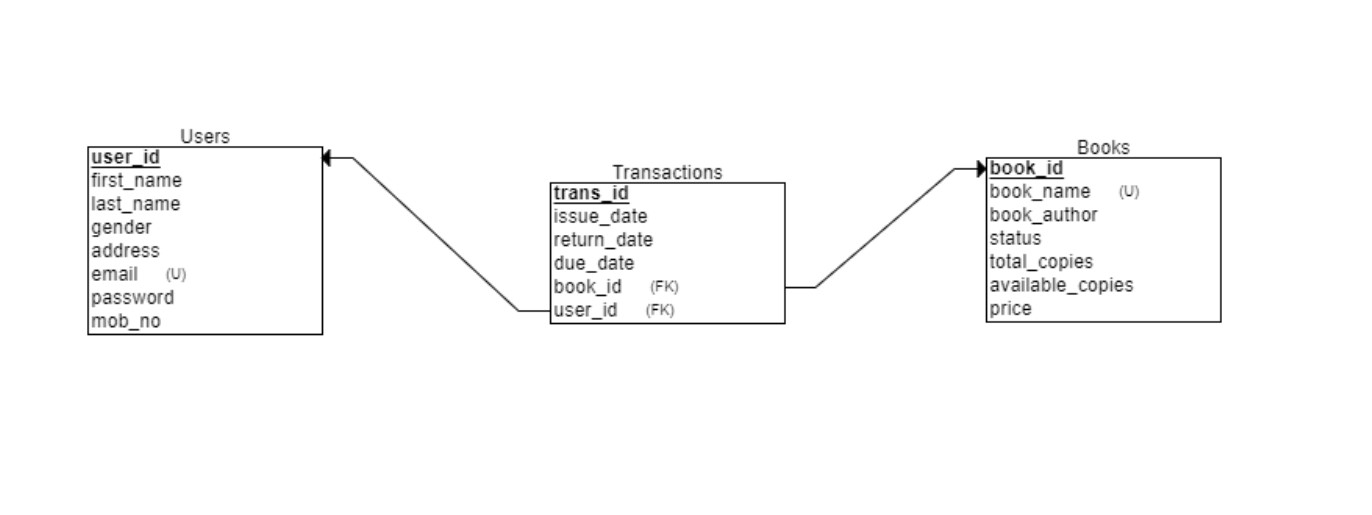 Users
user_id
first_name
last_name
gender
address
email (U)
password
mob_no
Transactions
trans_id
issue_date
return_date
due_date
book_id (FK)
user_id (FK)
Books
book_id
book_name (U)
book_author
status
total_copies
available_copies
price